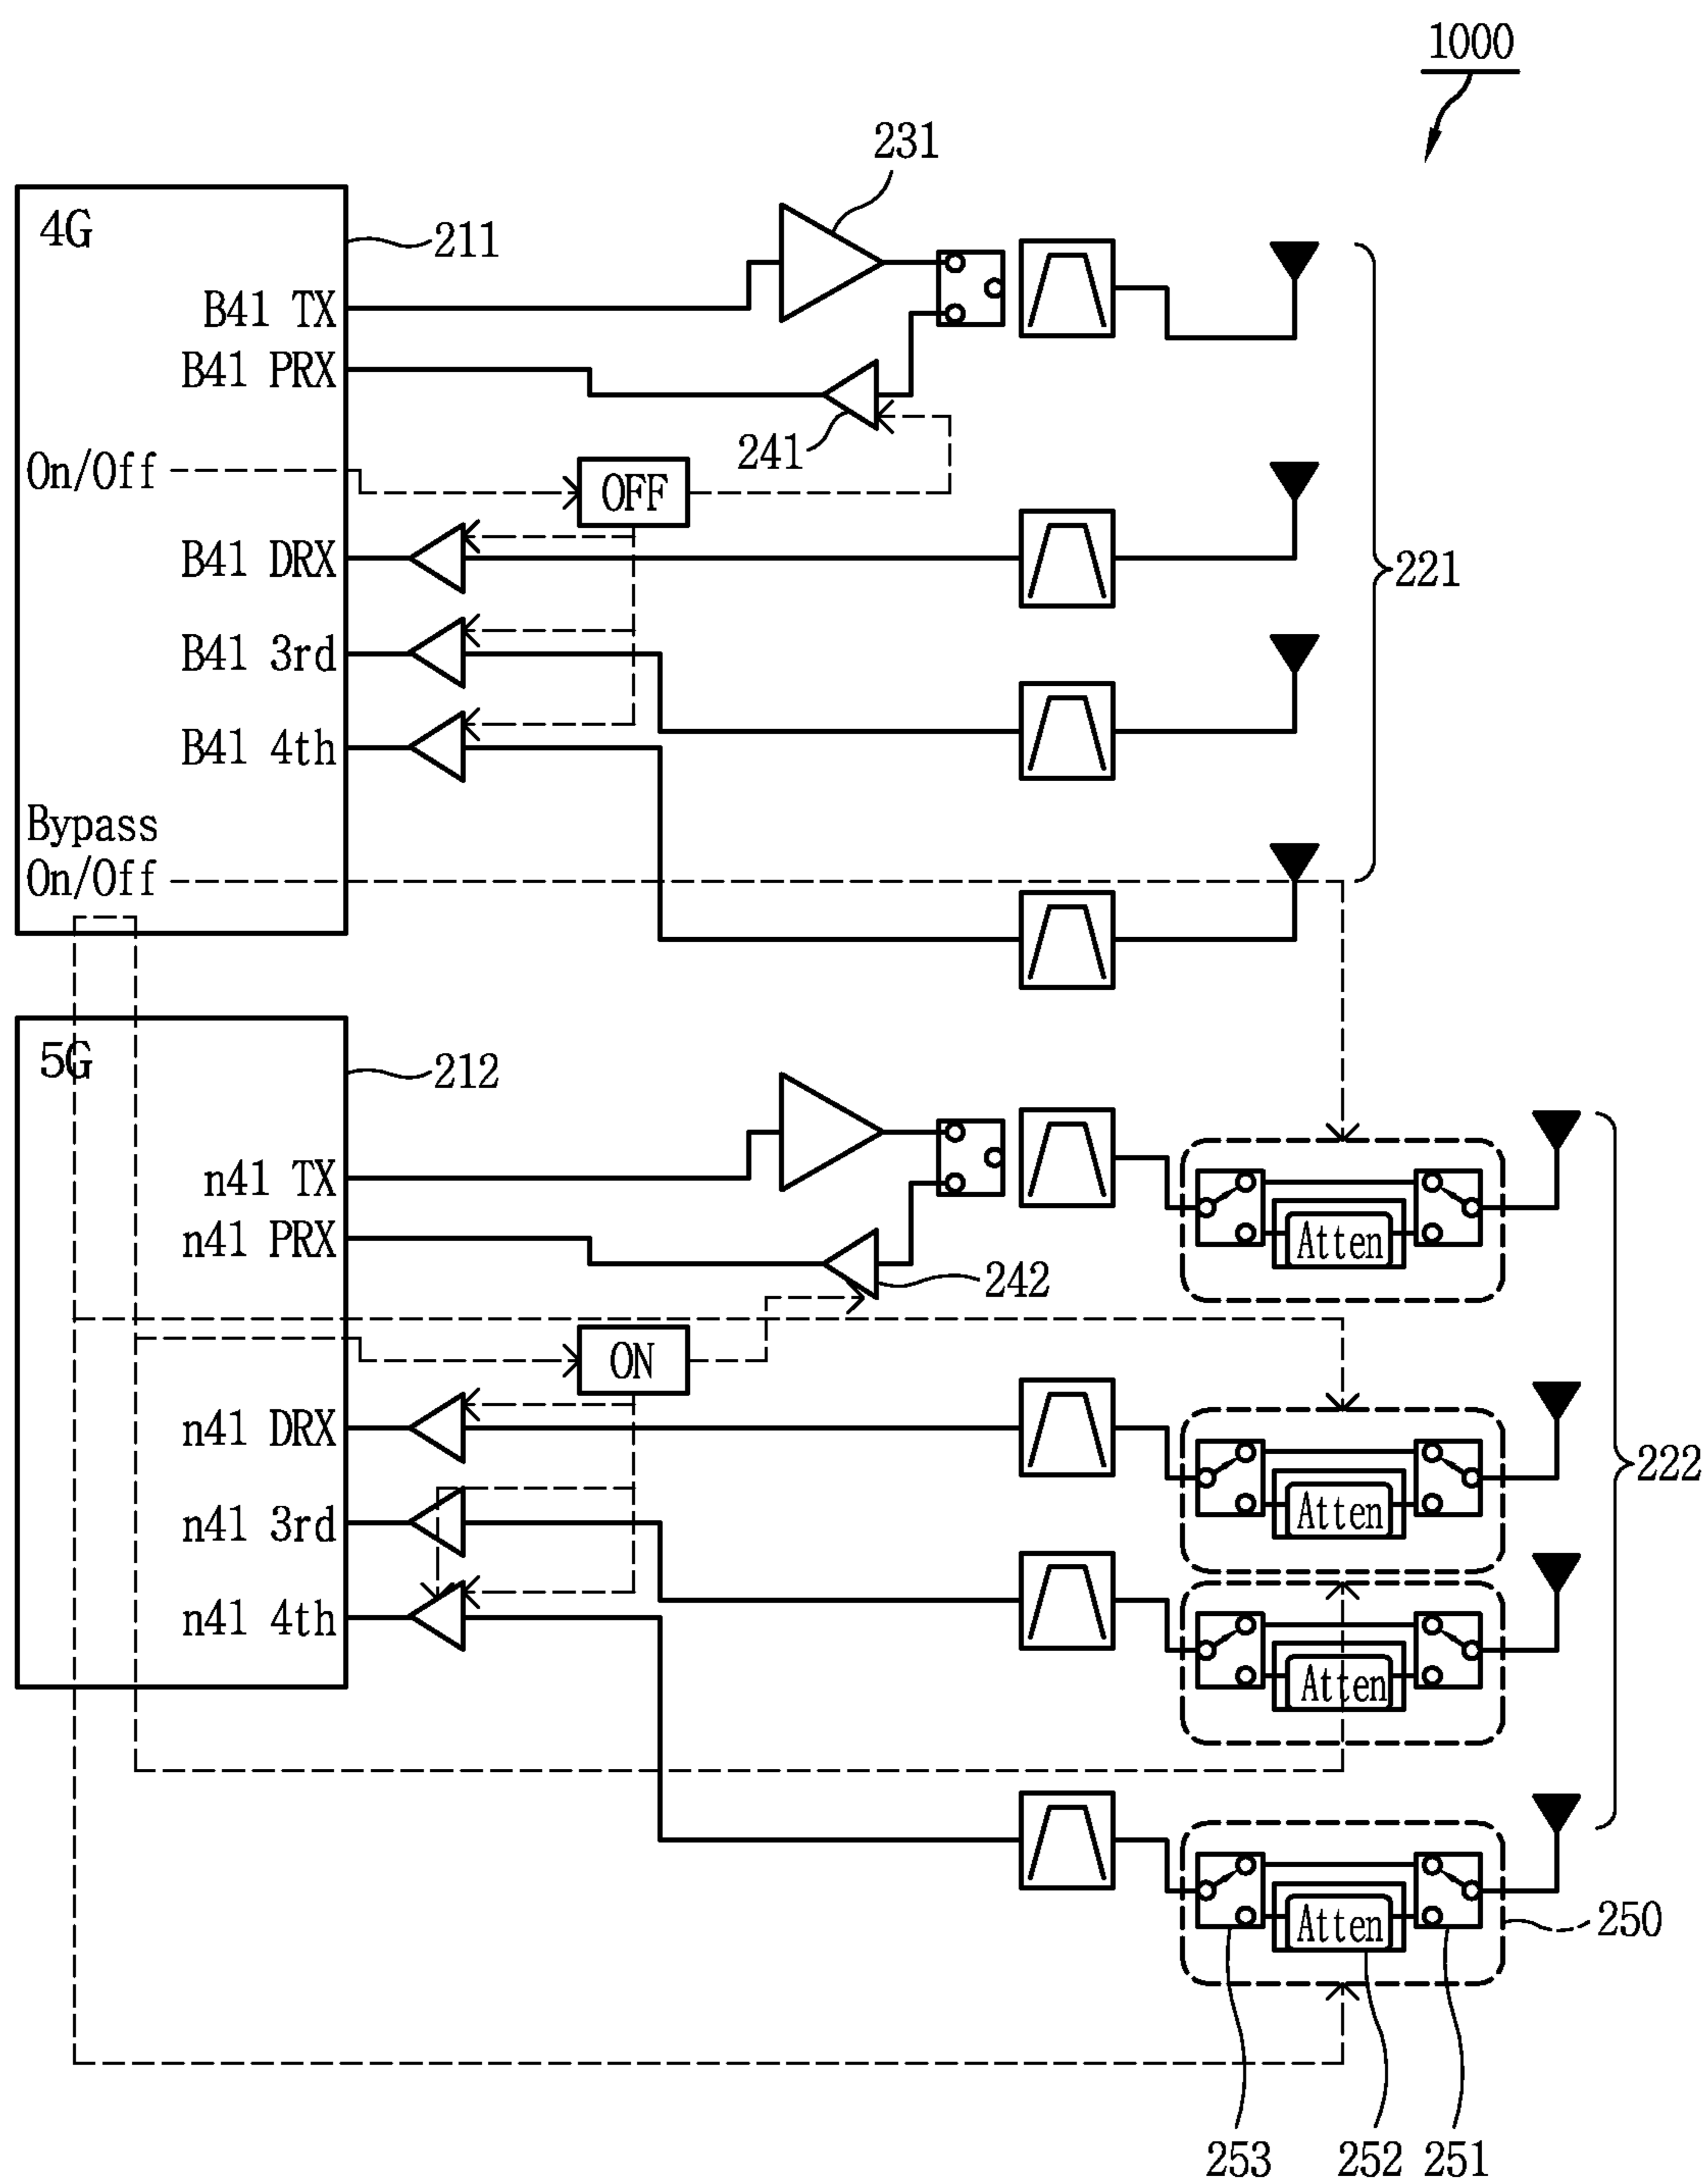 1000
231
4G
211
B41 TX
B41 PRX
241
On/Off
OFF
B41 DRX
221
B41 3rd
B41 4th
Bypass
On/Off
5G
212
n41 TX
n41 PRX
Atten
242
ON
n41 DRX
222
Atten
n41 3rd
n41 4th
Atten
Atten
250
253
252
251